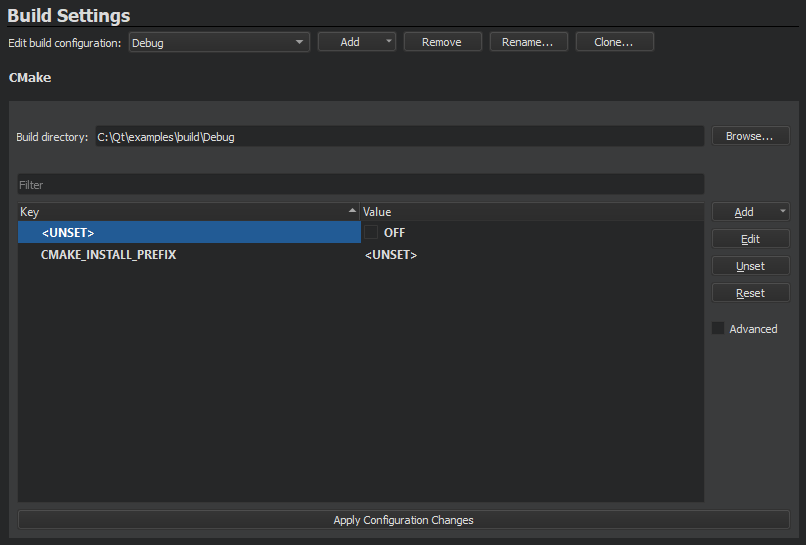 Build Settings
Edit build configuration: Debug Add Remove Rename... Clone...
CMake
Build directory: C:\Qt\examples\build\Debug Browse...
Filter
Key Value Add
<UNSET> OFF
Edit
CMAKE_INSTALL_PREFIX <UNSET>
Unset
Reset
Advanced
Apply Configuration Changes